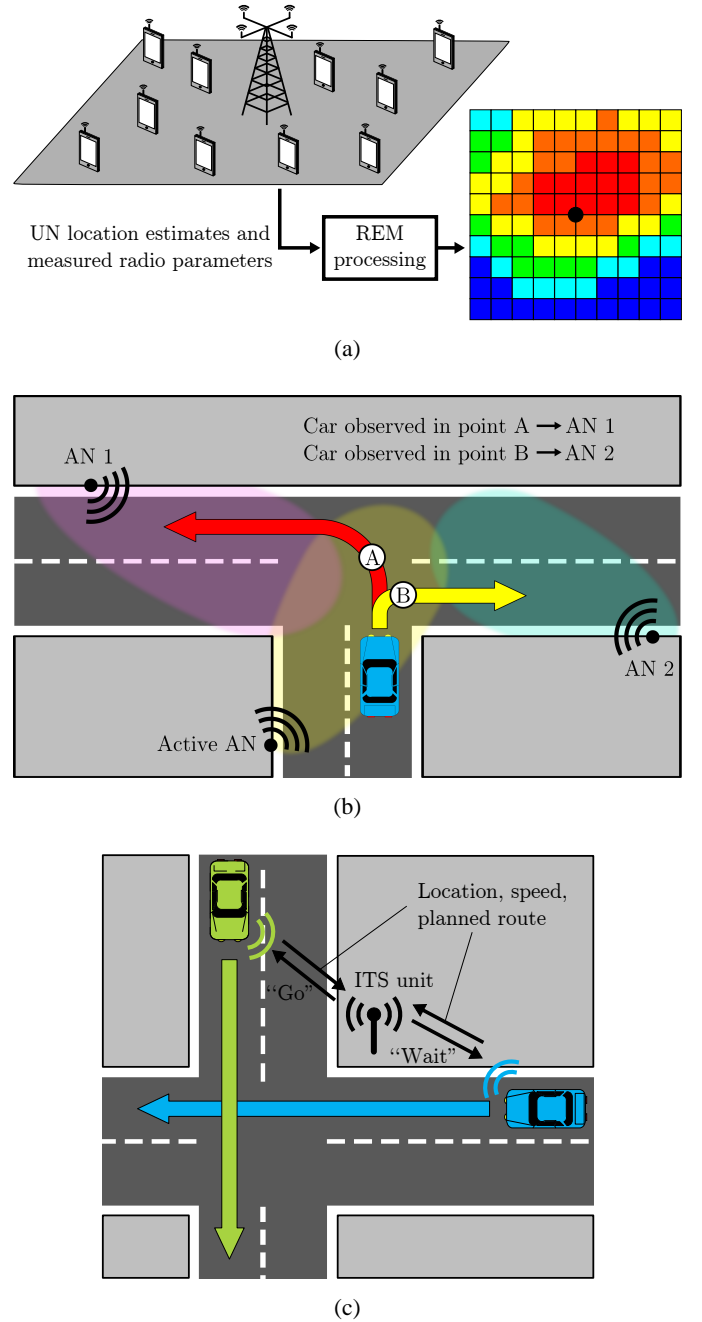 UN location estimates and
measured radio parameters
REM
processing
(a)
Car observed in point A → AN 1
Car observed in point B → AN 2
AN 1
A
B
AN 2
Active AN
(b)
Location, speed,
planned route
ITS unit
“Go”
“Wait”
(c)